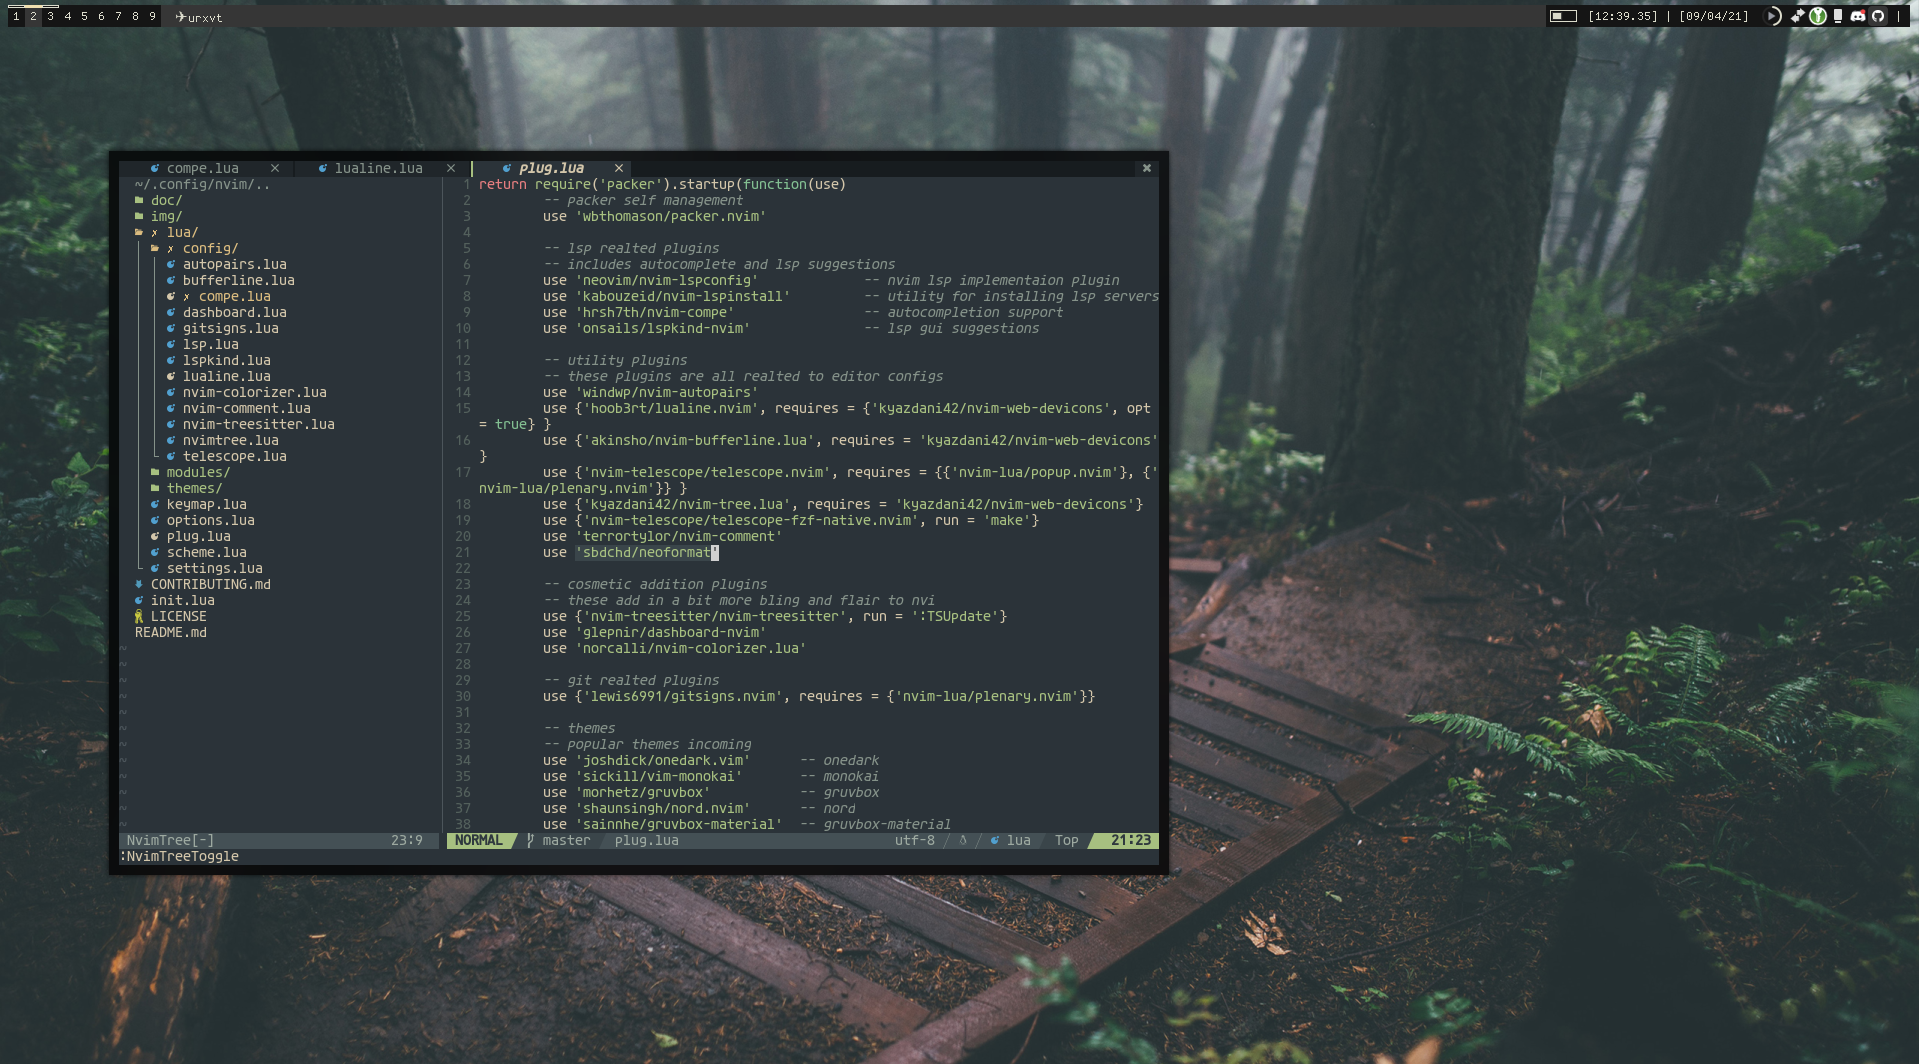 1 2 3 4 5 6 7 8 9 urxvt [12:39.35] | [09/04/21] |
compe.lua × lualine.lua × plug.lua × ✖
~/.config/nvim/..
doc/
img/
✗ lua/
✗ config/
autopairs.lua
bufferline.lua
✗ compe.lua
dashboard.lua
gitsigns.lua
lsp.lua
lspkind.lua
lualine.lua
nvim-colorizer.lua
nvim-comment.lua
nvim-treesitter.lua
nvimtree.lua
telescope.lua
modules/
themes/
keymap.lua
options.lua
plug.lua
scheme.lua
settings.lua
CONTRIBUTING.md
init.lua
LICENSE
README.md
1 return require('packer').startup(function(use)
2 -- packer self management
3 use 'wbthomason/packer.nvim'
4
5 -- lsp realted plugins
6 -- includes autocomplete and lsp suggestions
7 use 'neovim/nvim-lspconfig' -- nvim lsp implementaion plugin
8 use 'kabouzeid/nvim-lspinstall' -- utility for installing lsp servers
9 use 'hrsh7th/nvim-compe' -- autocompletion support
10 use 'onsails/lspkind-nvim' -- lsp gui suggestions
11
12 -- utility plugins
13 -- these plugins are all realted to editor configs
14 use 'windwp/nvim-autopairs'
15 use {'hoob3rt/lualine.nvim', requires = {'kyazdani42/nvim-web-devicons', opt
= true} }
16 use {'akinsho/nvim-bufferline.lua', requires = 'kyazdani42/nvim-web-devicons'
}
17 use {'nvim-telescope/telescope.nvim', requires = {{'nvim-lua/popup.nvim'}, {'
nvim-lua/plenary.nvim'}} }
18 use {'kyazdani42/nvim-tree.lua', requires = 'kyazdani42/nvim-web-devicons'}
19 use {'nvim-telescope/telescope-fzf-native.nvim', run = 'make'}
20 use 'terrortylor/nvim-comment'
21 use 'sbdchd/neoformat'
22
23 -- cosmetic addition plugins
24 -- these add in a bit more bling and flair to nvi
25 use {'nvim-treesitter/nvim-treesitter', run = ':TSUpdate'}
26 use 'glepnir/dashboard-nvim'
27 use 'norcalli/nvim-colorizer.lua'
28
29 -- git realted plugins
30 use {'lewis6991/gitsigns.nvim', requires = {'nvim-lua/plenary.nvim'}}
31
32 -- themes
33 -- popular themes incoming
34 use 'joshdick/onedark.vim' -- onedark
35 use 'sickill/vim-monokai' -- monokai
36 use 'morhetz/gruvbox' -- gruvbox
37 use 'shaunsingh/nord.nvim' -- nord
38 use 'sainnhe/gruvbox-material' -- gruvbox-material
NvimTree[-] 23:9 NORMAL master plug.lua utf-8 lua Top 21:23
:NvimTreeToggle